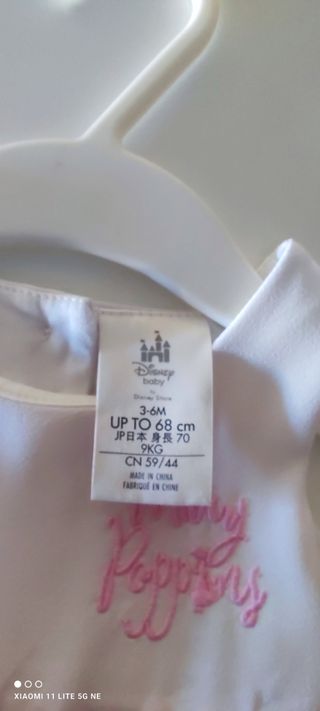 Disney
baby
by
Disney Store
3-6M
UP TO 68 cm
JP日本 身長 70
9KG
CN 59/44
MADE IN CHINA
FABRIQUÉ EN CHINE
Mary
Poppins
XIAOMI 11 LITE 5G NE